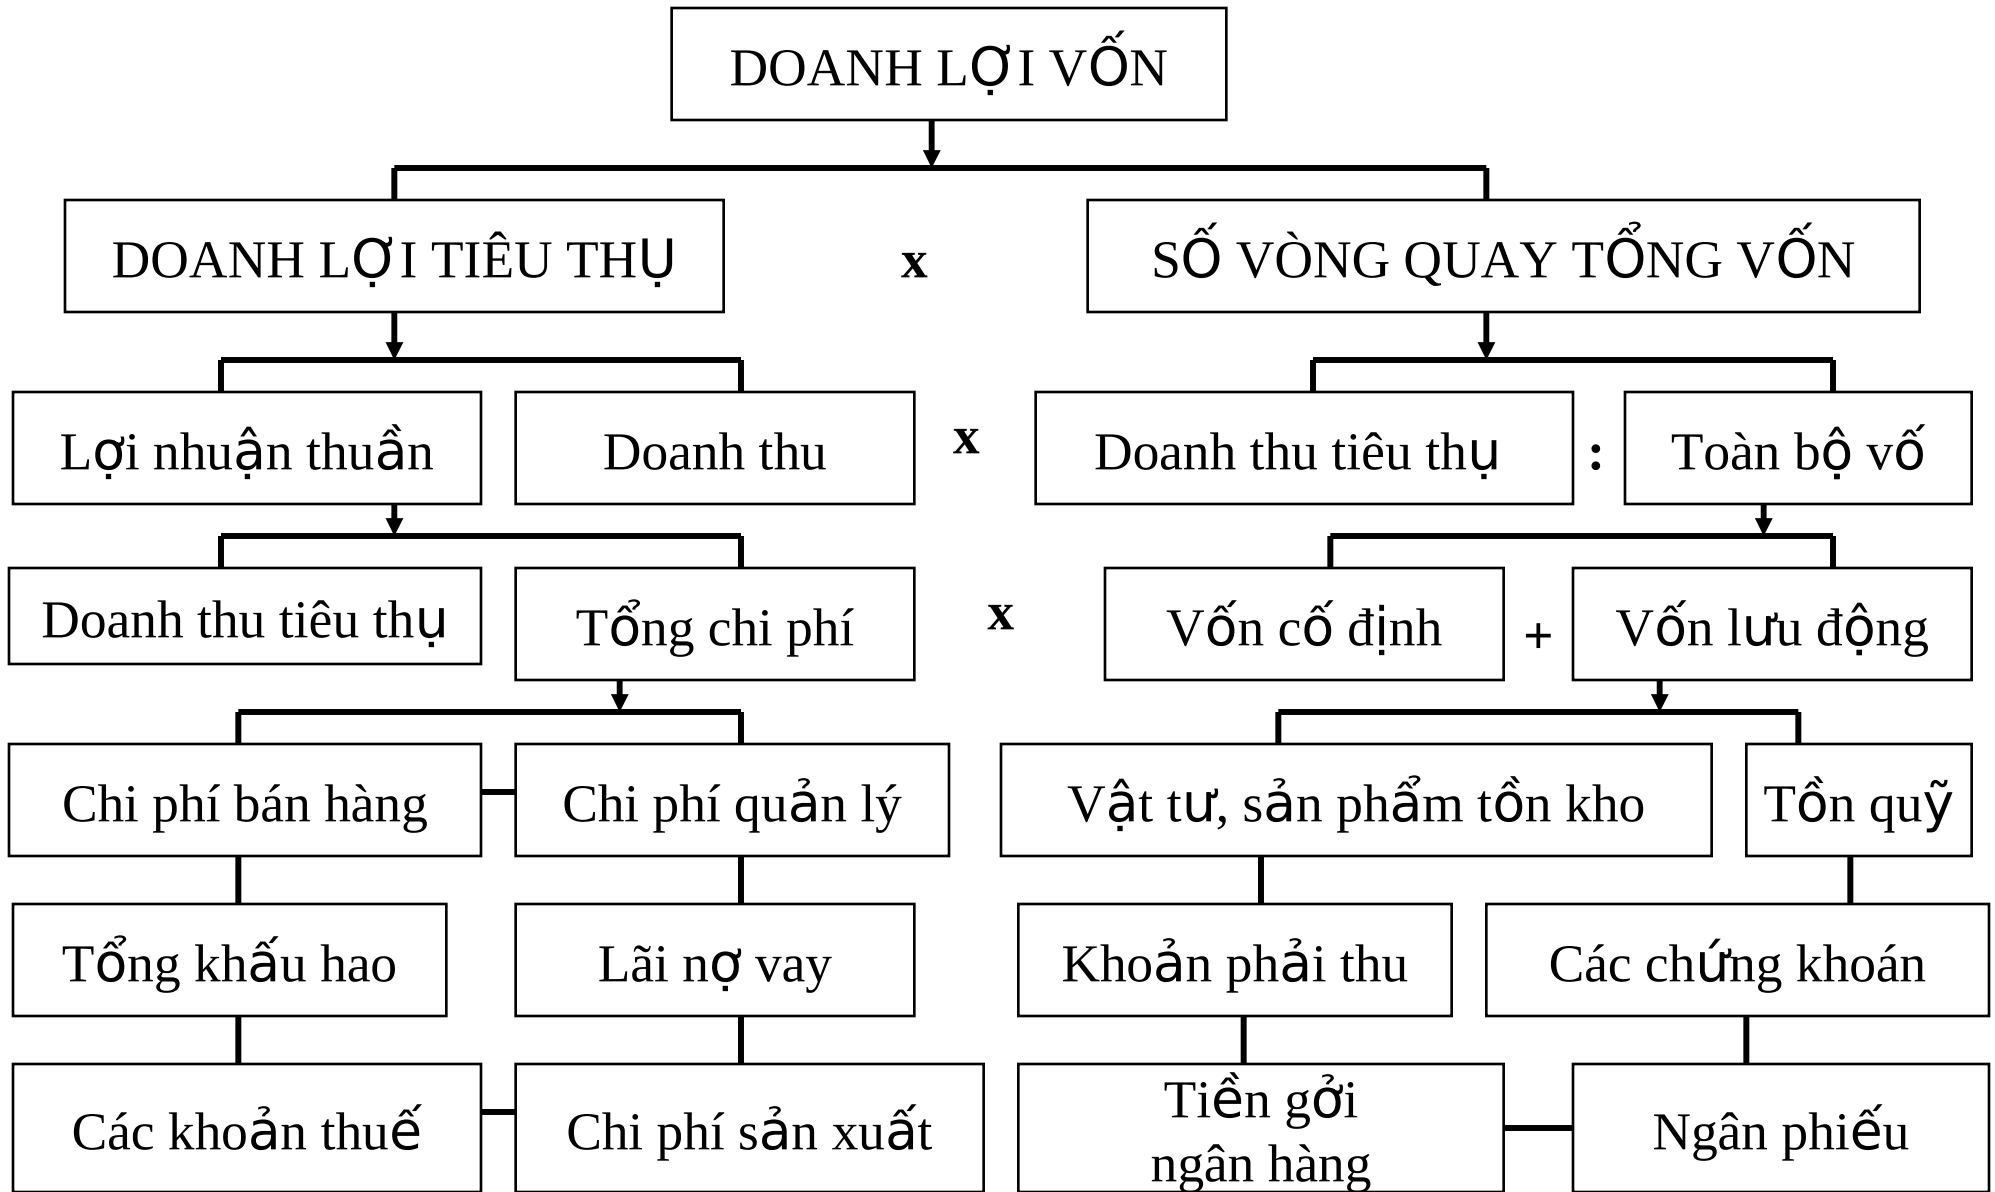 DOANH LỢI VỐN
DOANH LỢI TIÊU THỤ
x
SỐ VÒNG QUAY TỔNG VỐN
Lợi nhuận thuần
Doanh thu
x
Doanh thu tiêu thụ
:
Toàn bộ vố
Doanh thu tiêu thụ
Tổng chi phí
x
Vốn cố định
+
Vốn lưu động
Chi phí bán hàng
Chi phí quản lý
Vật tư, sản phẩm tồn kho
Tồn quỹ
Tổng khấu hao
Lãi nợ vay
Khoản phải thu
Các chứng khoán
Các khoản thuế
Chi phí sản xuất
Tiền gởi
ngân hàng
Ngân phiếu